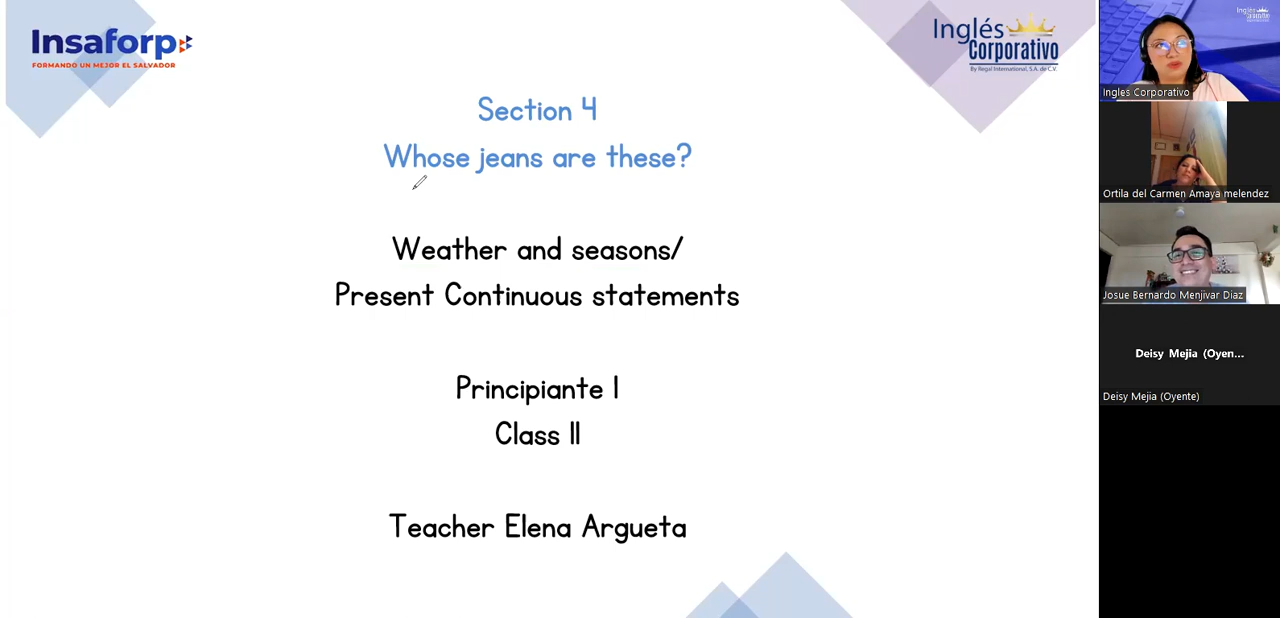 Insaforp
FORMANDO UN MEJOR EL SALVADOR
Inglés
Corporativo
By Regal International, S.A. de C.V.
Section 4
Whose jeans are these?
Weather and seasons/
Present Continuous statements
Principiante I
Class II
Teacher Elena Argueta
Ingles Corporativo
Ortila del Carmen Amaya melendez
Josue Bernardo Menjivar Diaz
Deisy Mejia (Oyen...
Deisy Mejia (Oyente)